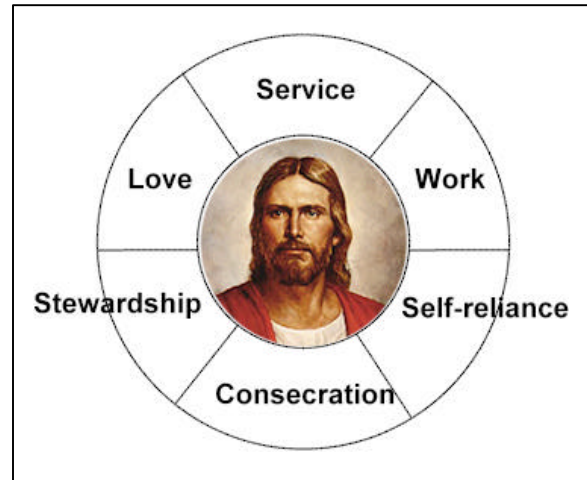 Service
Love
Work
Stewardship
Self-reliance
Consecration